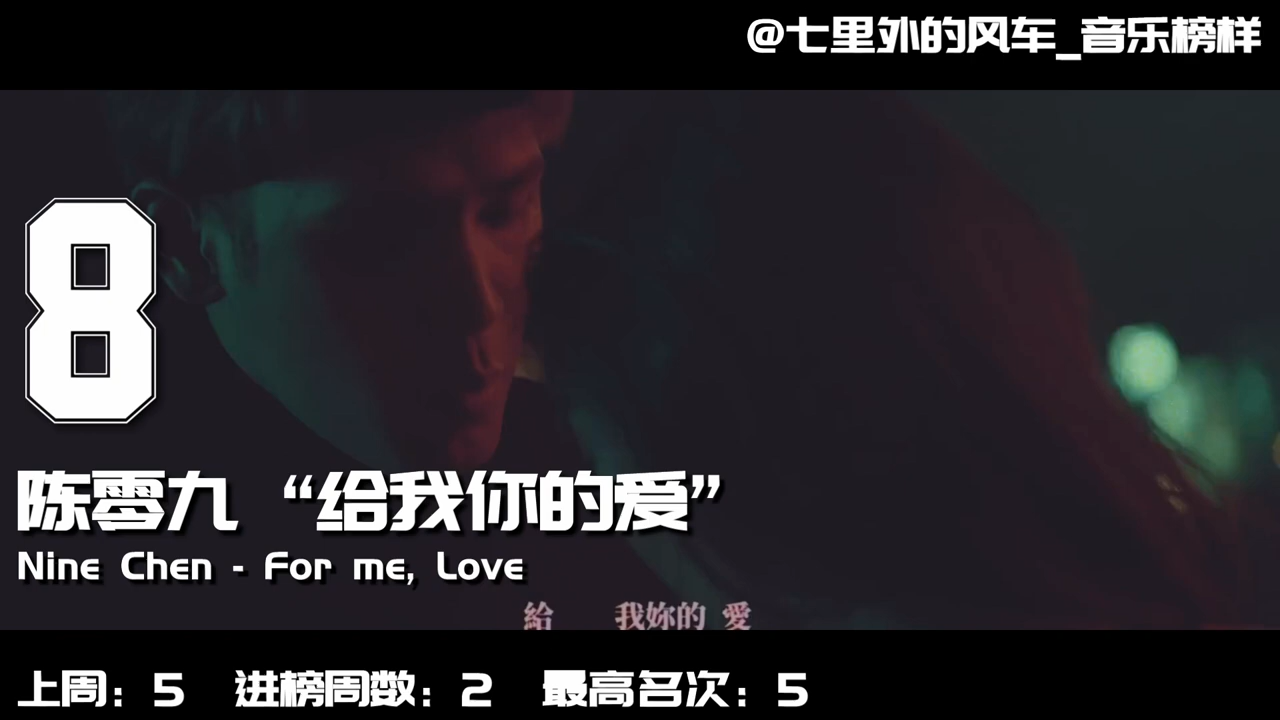 @七里外的风车_音乐榜样
8
陈零九 “给我你的爱”
Nine Chen - For me, Love
給 我妳的 愛
上周：5 进榜周数：2 最高名次：5